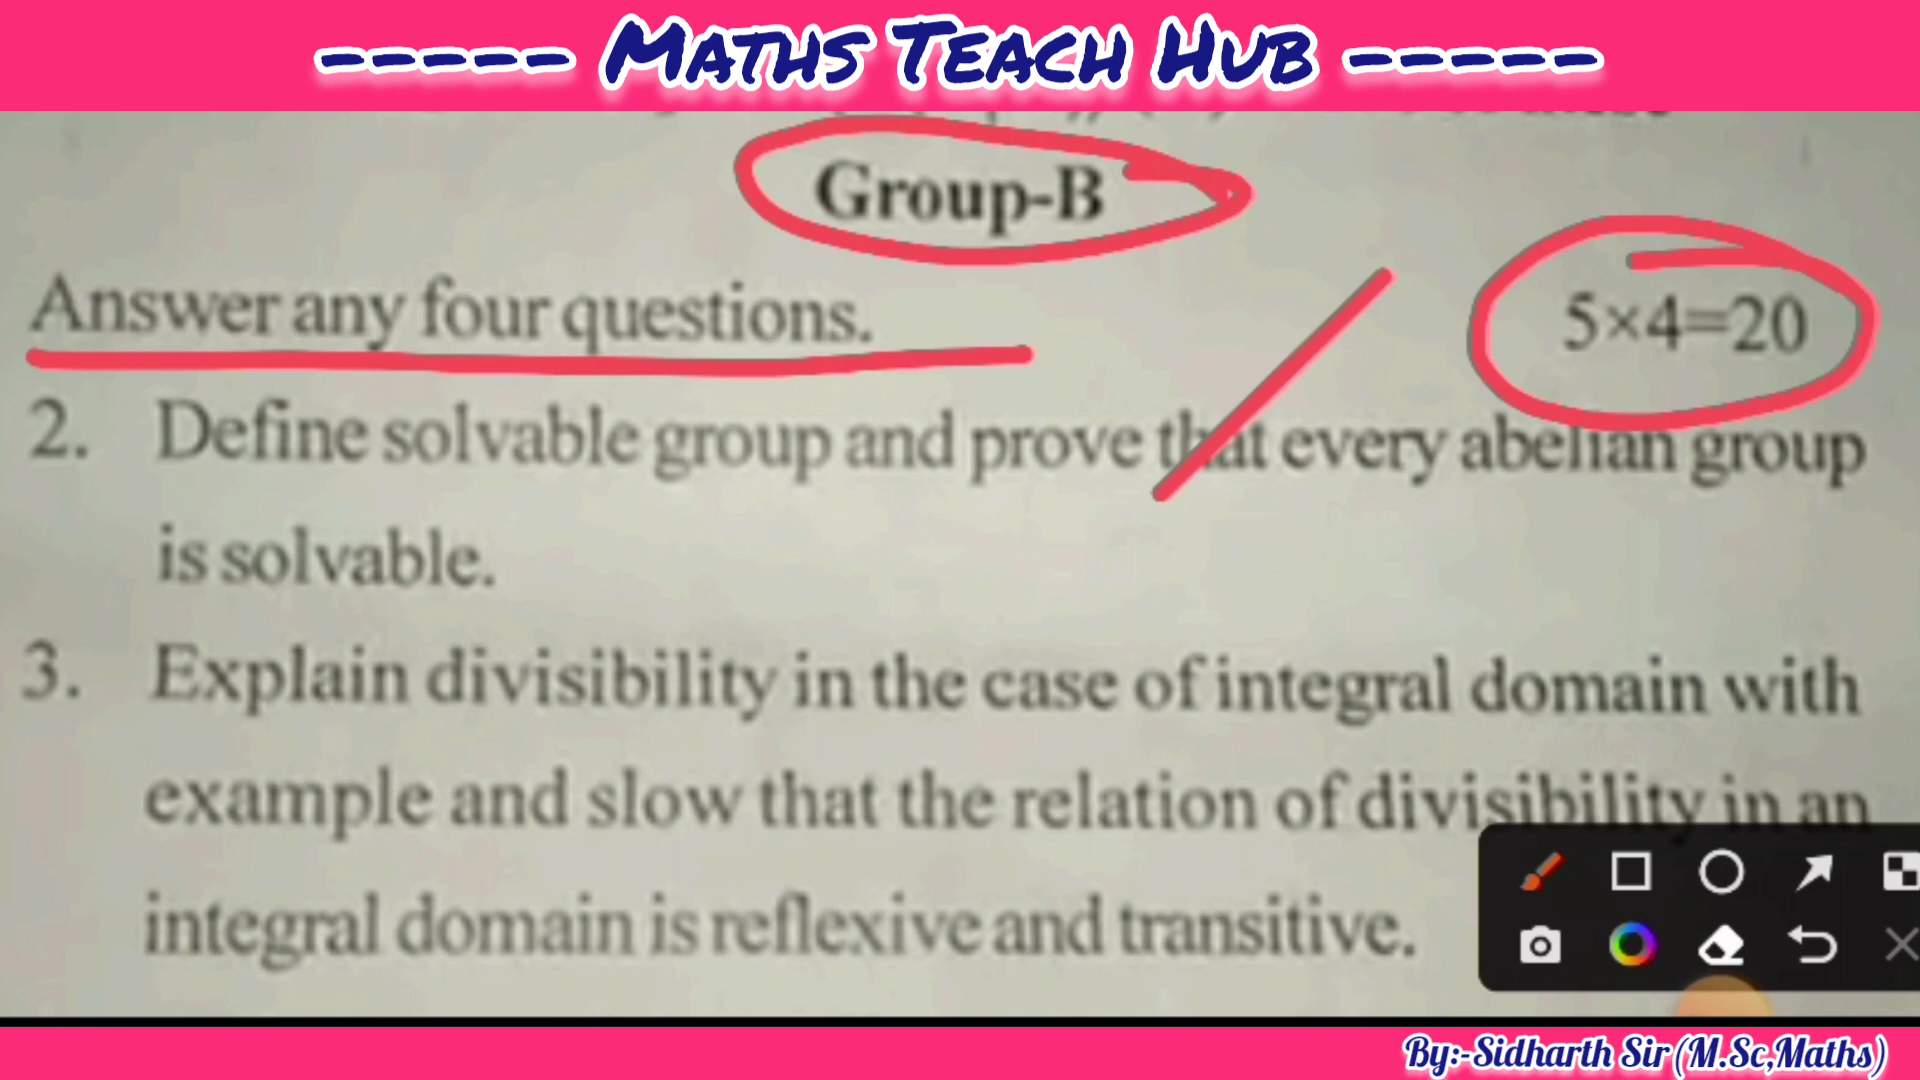 ----- MATHS TEACH HUB -----
Group-B
Answer any four questions. 5×4=20
2. Define solvable group and prove that every abelian group
is solvable.
3. Explain divisibility in the case of integral domain with
example and slow that the relation of divisibility in an
integral domain is reflexive and transitive.
By:-Sidharth Sir (M.Sc,Maths)